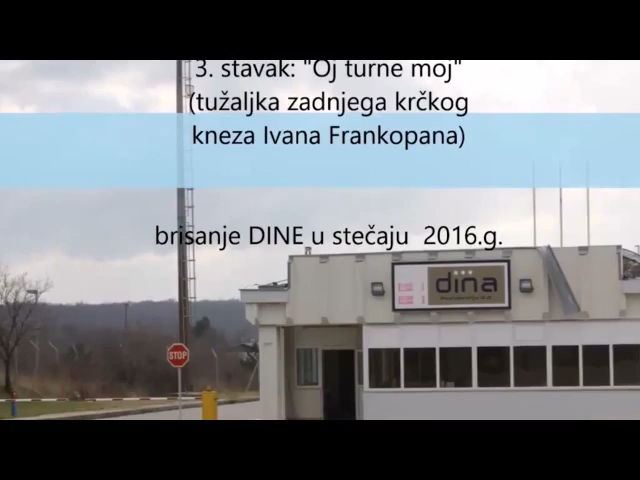 3. stavak: "Oj turne moj"
(tužaljka zadnjega krčkog
kneza Ivana Frankopana)
brisanje DINE u stečaju  2016.g.
dina
STOP